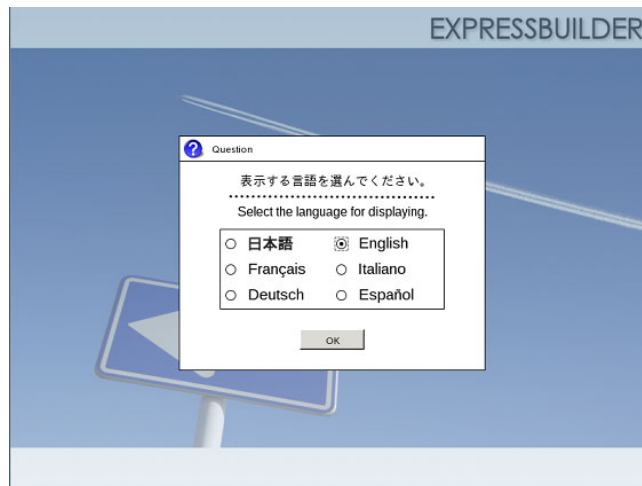 EXPRESSBUILDER
Question
表示する言語を選んでください。
Select the language for displaying.
日本語 English
Français Italiano
Deutsch Español
OK